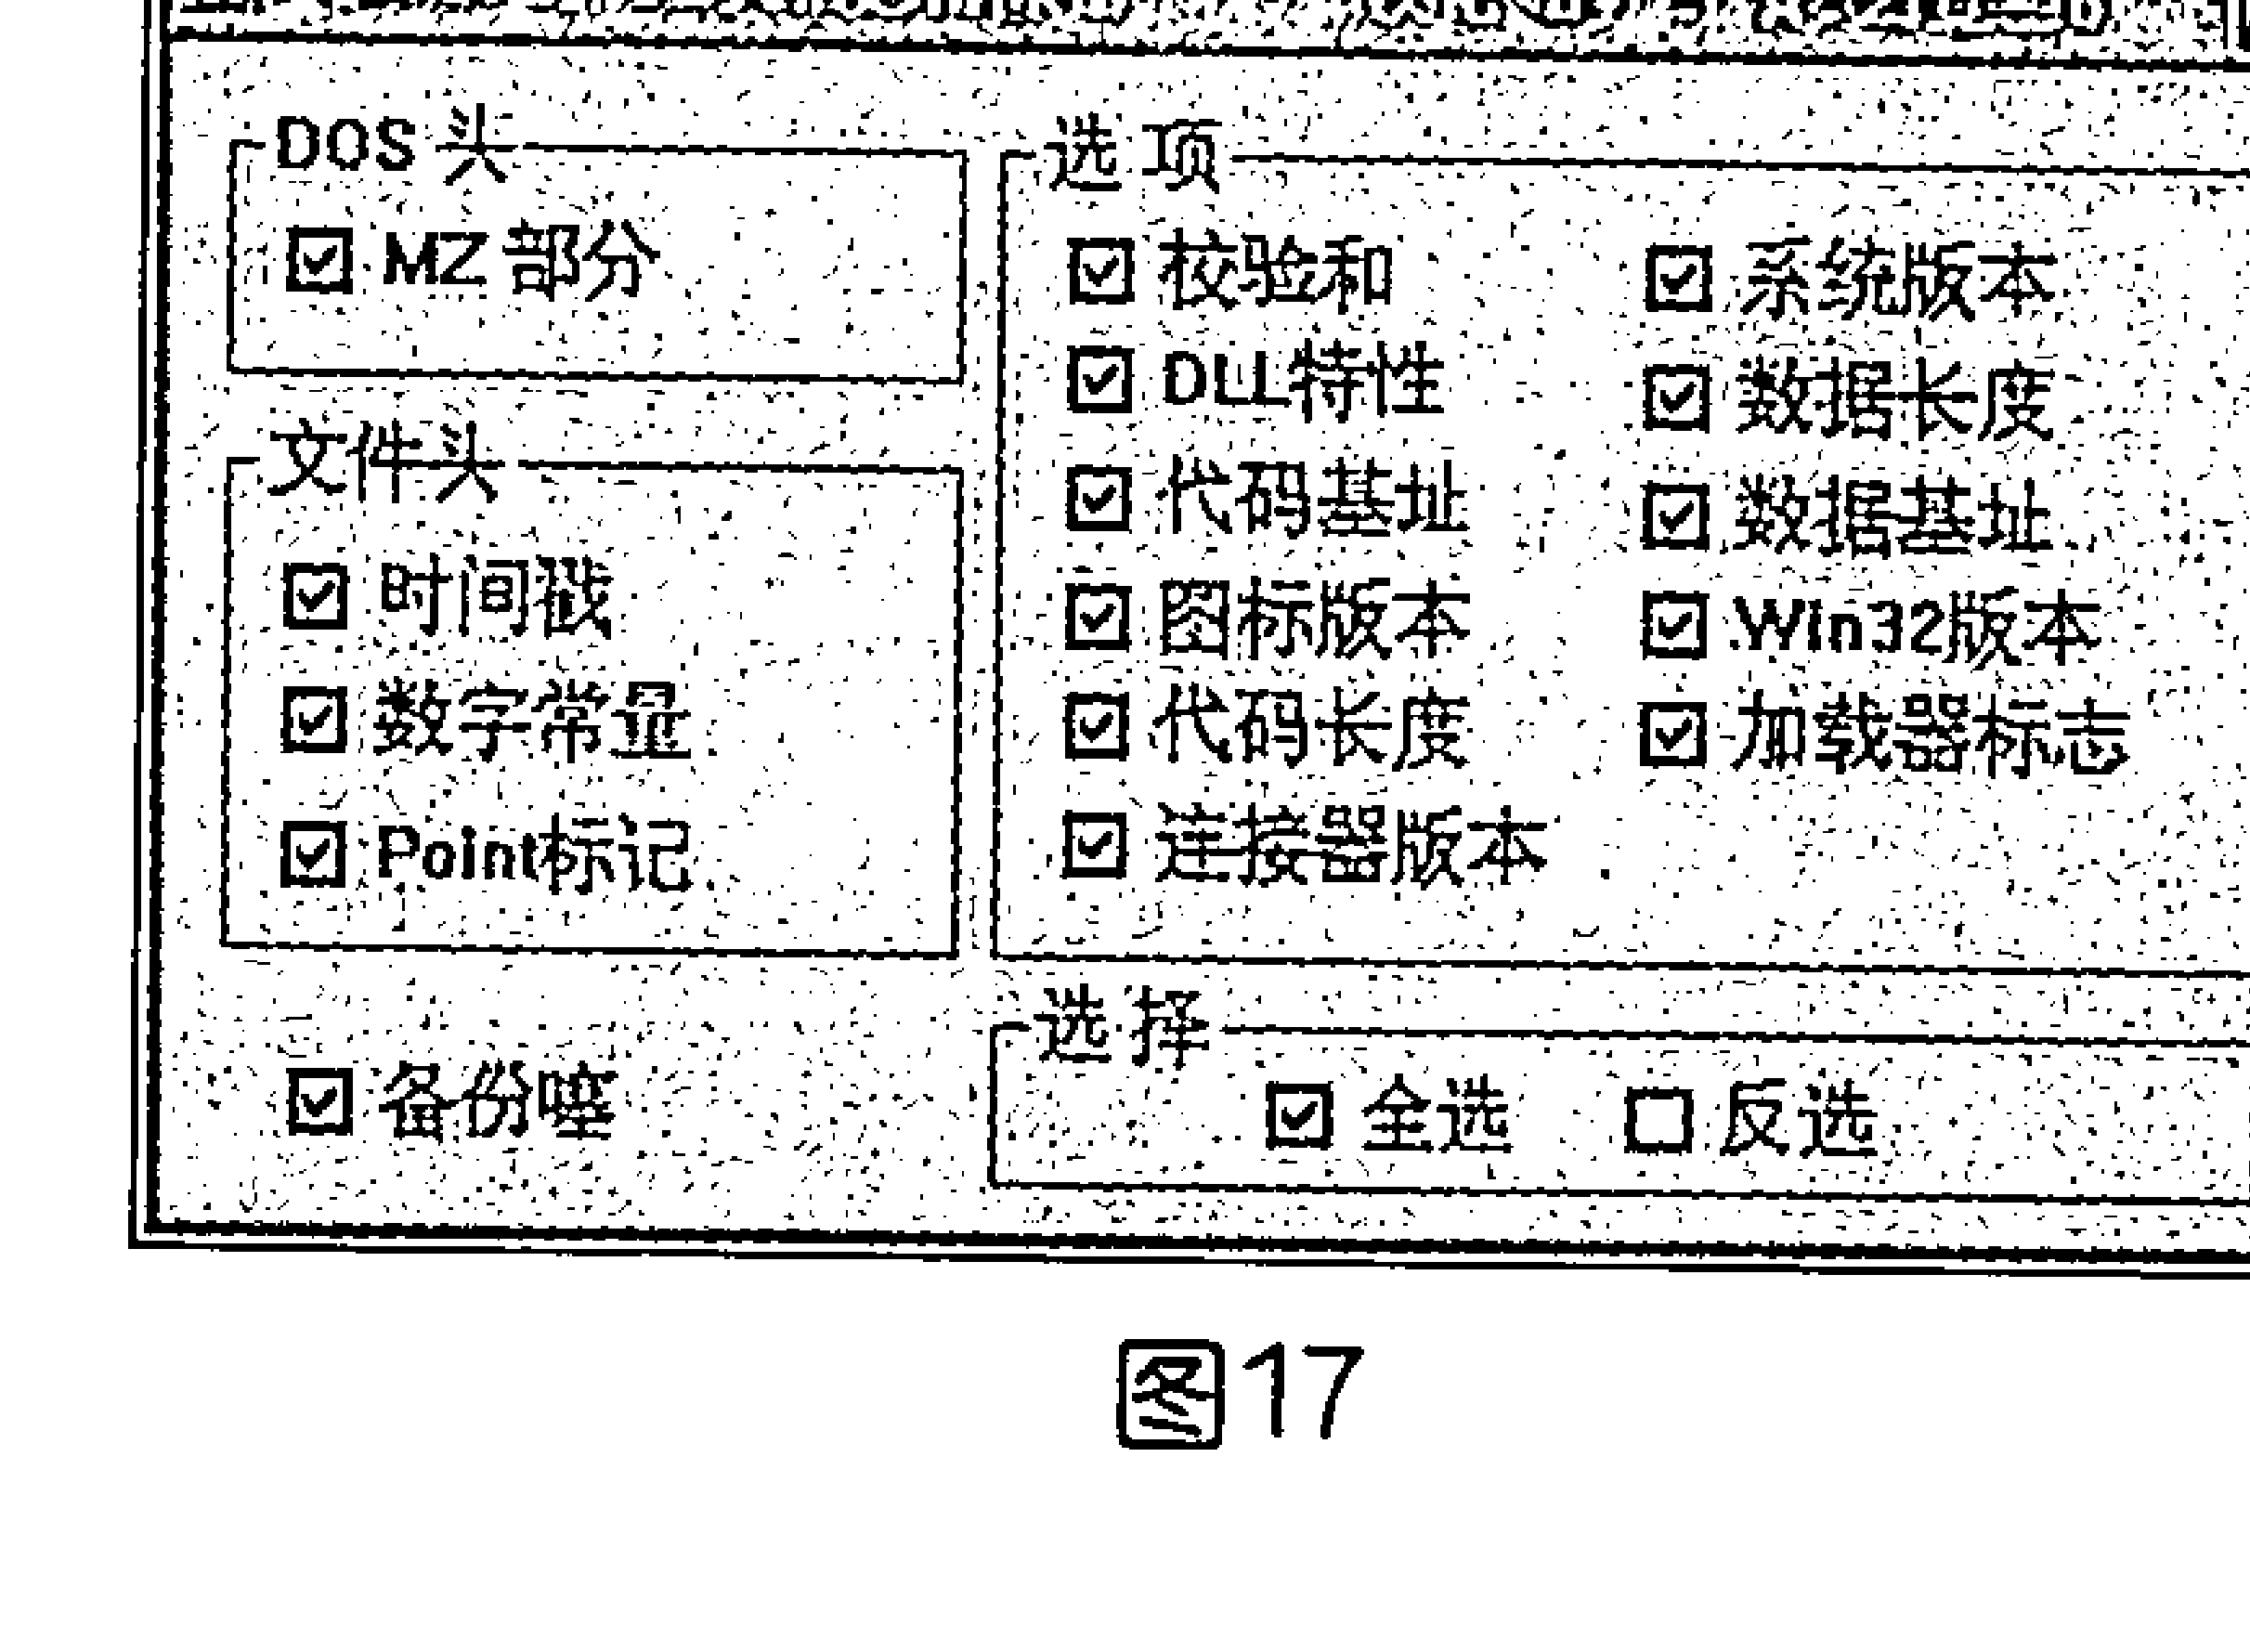 DOS 头
MZ 部分
文件头
时间戳
数字常量
Point标记
备份噻
选 项
校验和
DLL特性
代码基址
图标版本
代码长度
连接器版本
系统版本
数据长度
数据基址
Win32版本
加载器标志
选 择
全选
反选
图17